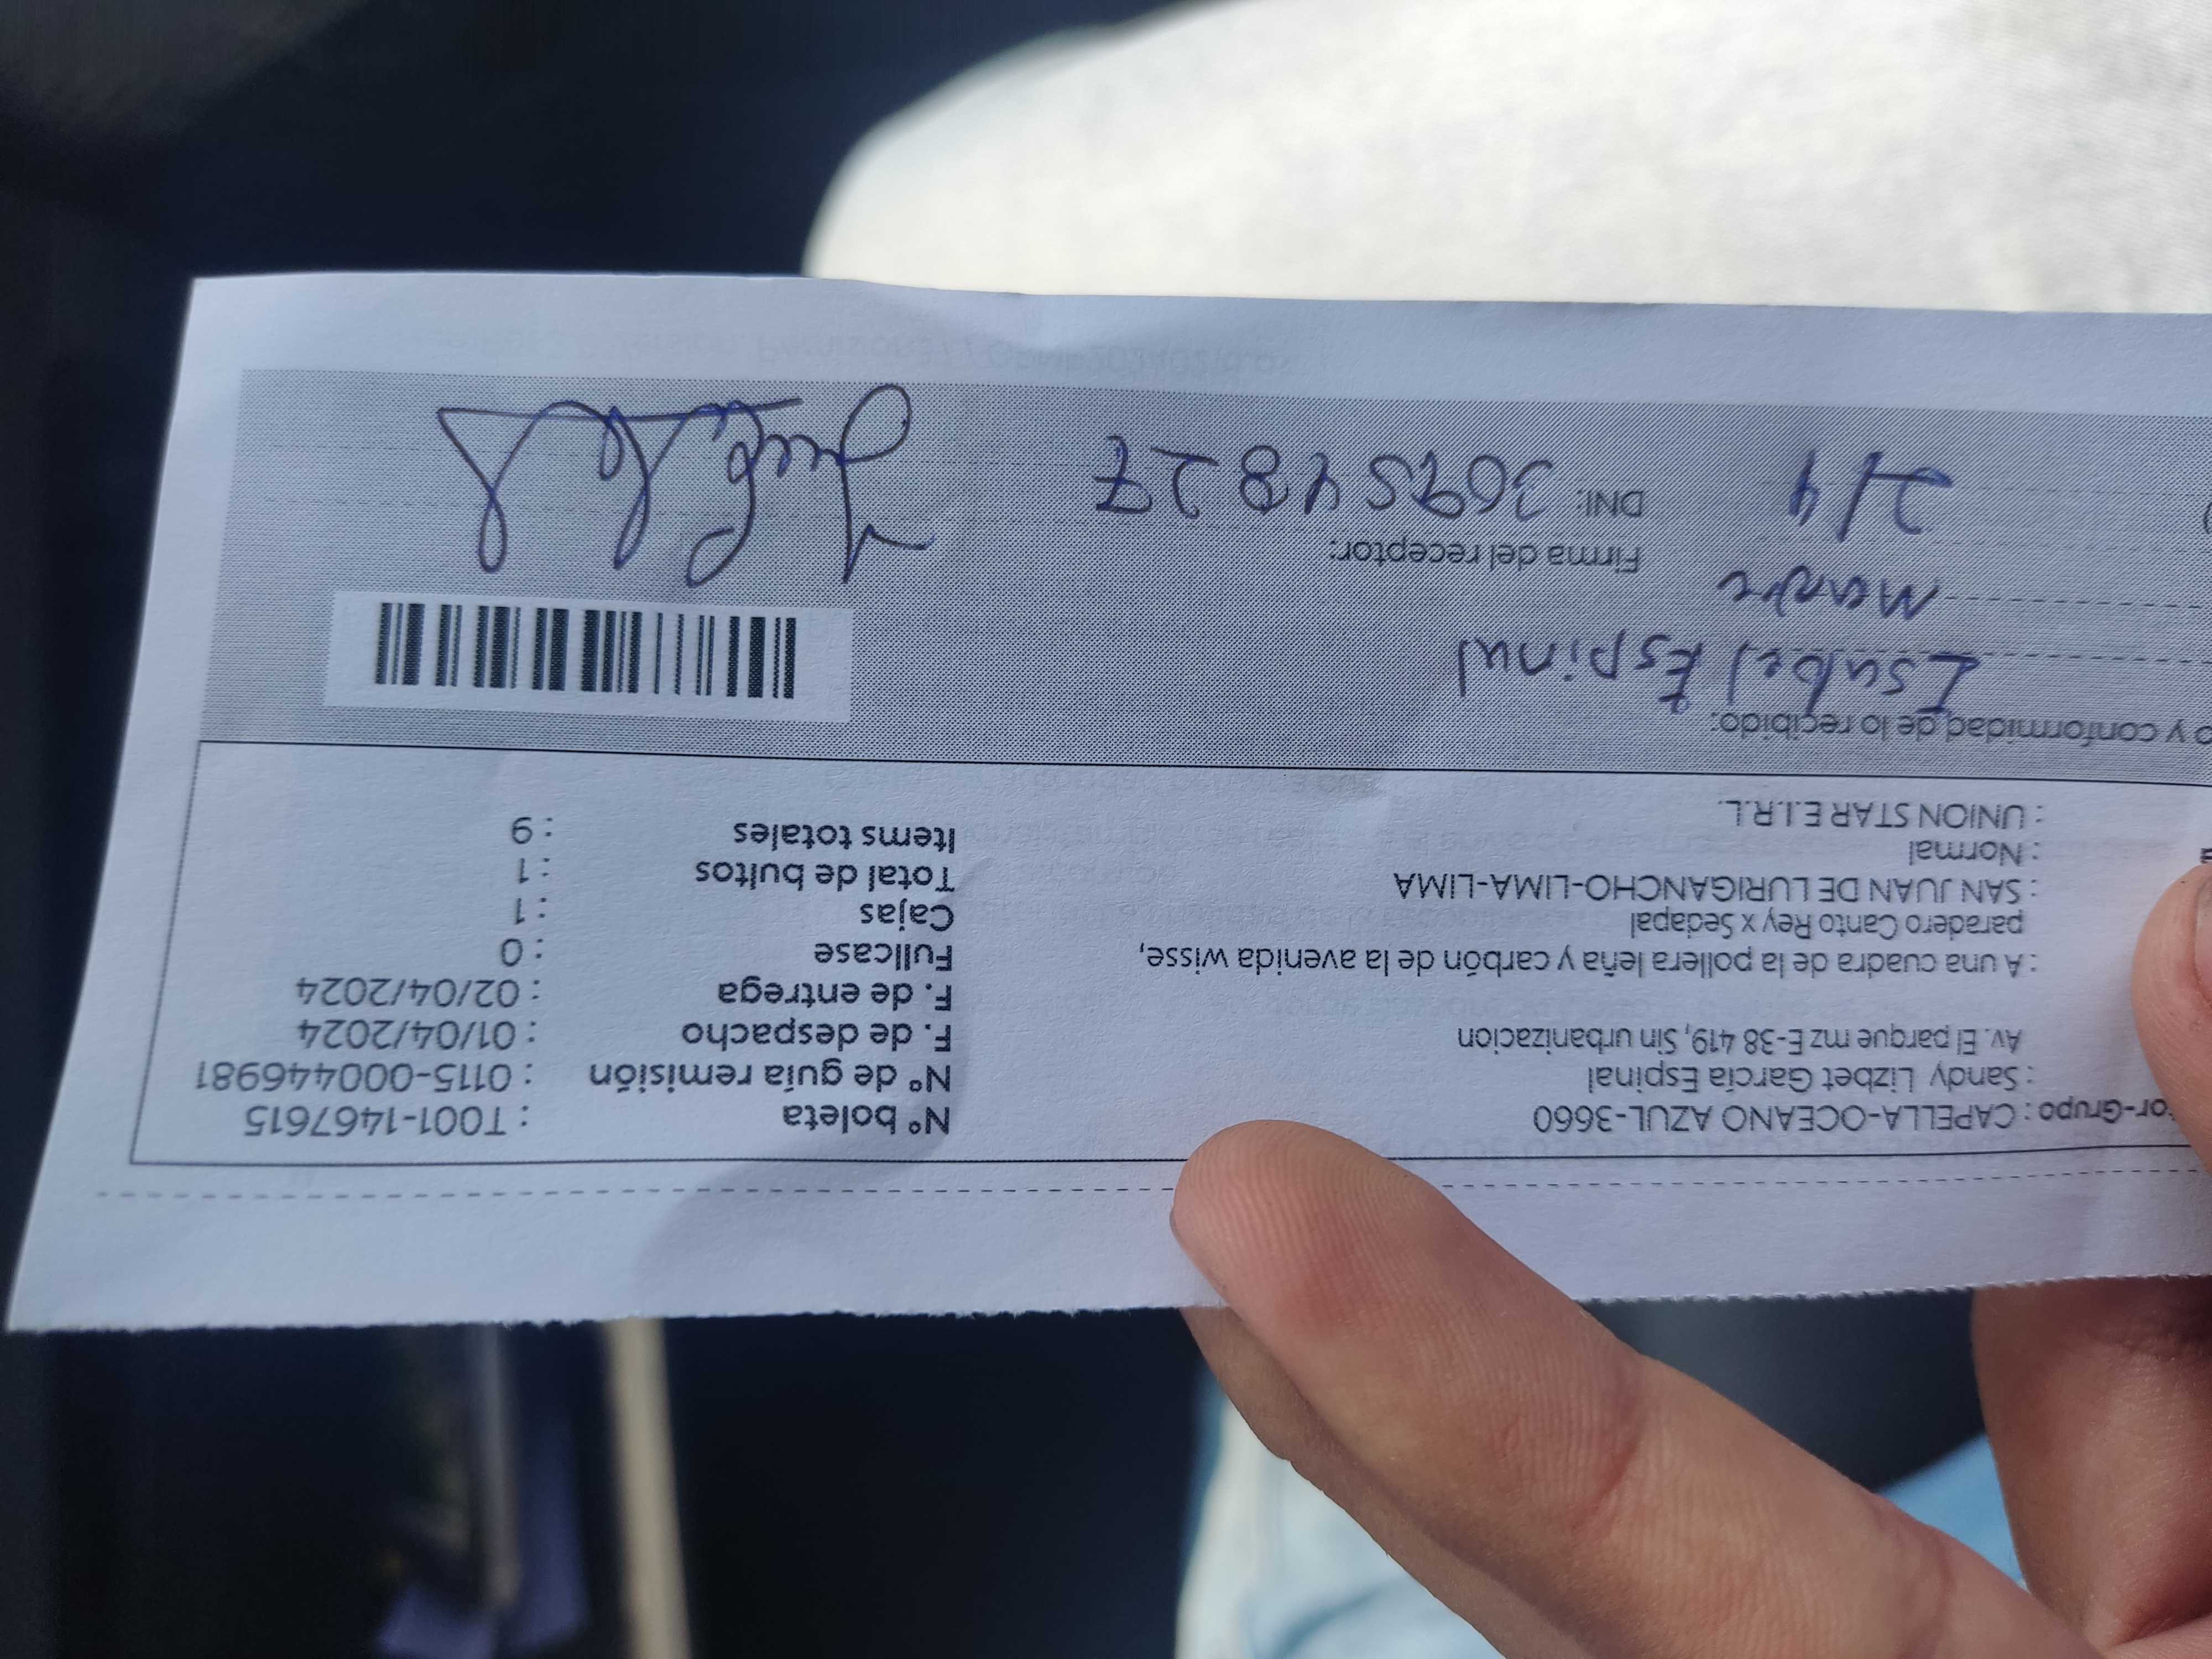 or-Grupo : CAPELLA-OCEANO AZUL-3660
: Sandy Lizbet García Espinal
Av. El parque mz E-38 419, Sin urbanizacion
: A una cuadra de la pollera leña y carbón de la avenida wisse,
paradero Canto Rey x Sedapal
: SAN JUAN DE LURIGANCHO-LIMA-LIMA
: Normal
: UNION STAR E.I.R.L.
N° boleta : T001-1467615
N° de guía remisión : 0115-000446981
F. de despacho : 01/04/2024
F. de entrega : 02/04/2024
Fullcase : 0
Cajas : 1
Total de bultos : 1
Items totales : 9
o y conformidad de lo recibido:
Isabel Espinal
Madre
Firma del receptor:
2/4
DNI: